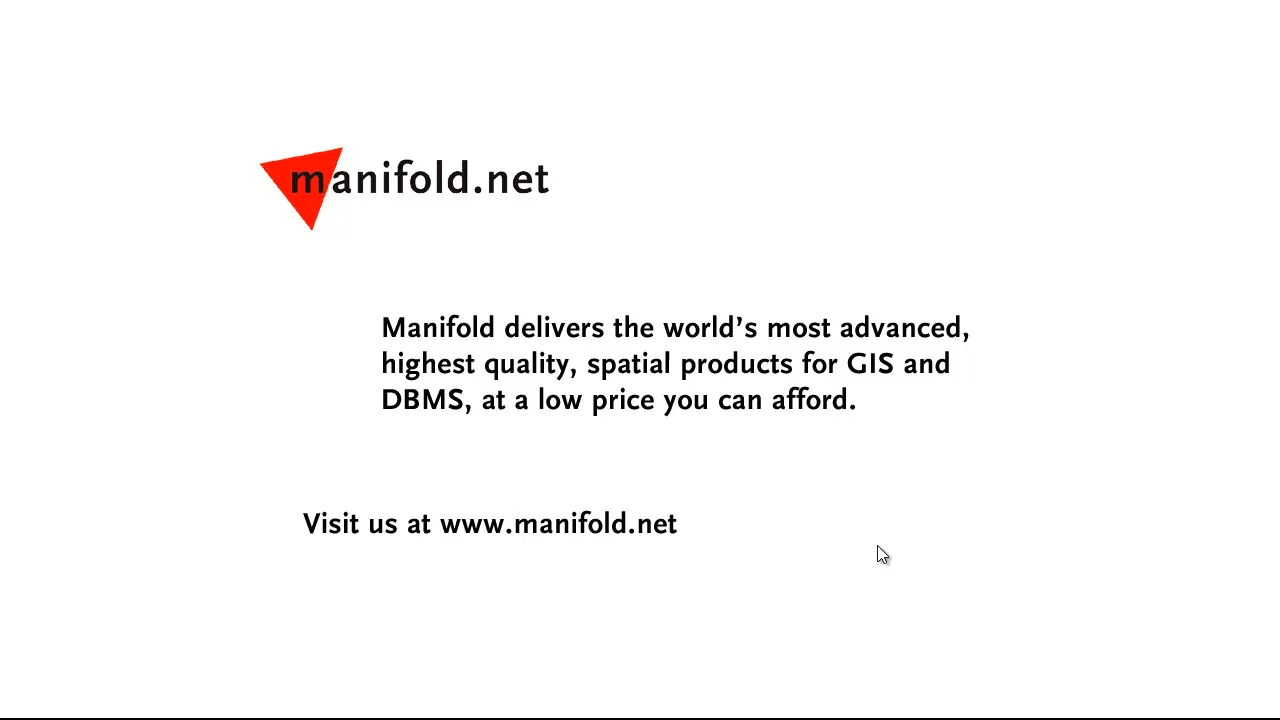 manifold.net
Manifold delivers the world’s most advanced,
highest quality, spatial products for GIS and
DBMS, at a low price you can afford.
Visit us at www.manifold.net